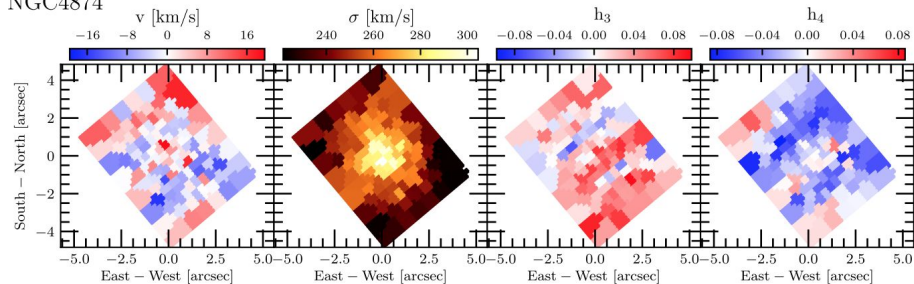 NGC4874
v [km/s]
σ [km/s]
h₃
h₄
−16 −8 0 8 16
240 260 280 300
−0.08 −0.04 0.00 0.04 0.08
−0.08 −0.04 0.00 0.04 0.08
South − North [arcsec]
4
2
0
−2
−4
−5.0 −2.5 0.0 2.5 5.0
−5.0 −2.5 0.0 2.5 5.0
−5.0 −2.5 0.0 2.5 5.0
−5.0 −2.5 0.0 2.5 5.0
East − West [arcsec]
East − West [arcsec]
East − West [arcsec]
East − West [arcsec]